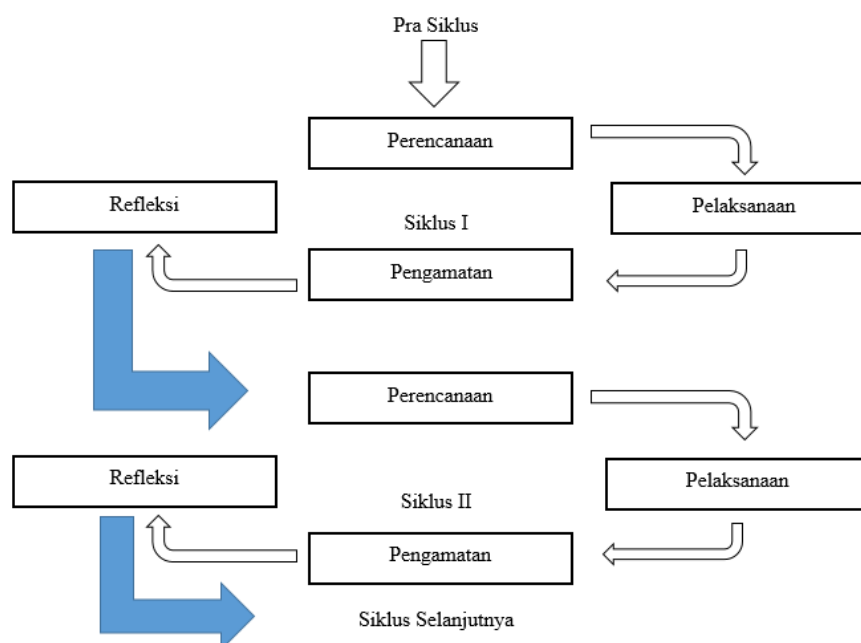 Pra Siklus
Perencanaan
Refleksi
Pelaksanaan
Siklus I
Pengamatan
Perencanaan
Refleksi
Pelaksanaan
Siklus II
Pengamatan
Siklus Selanjutnya